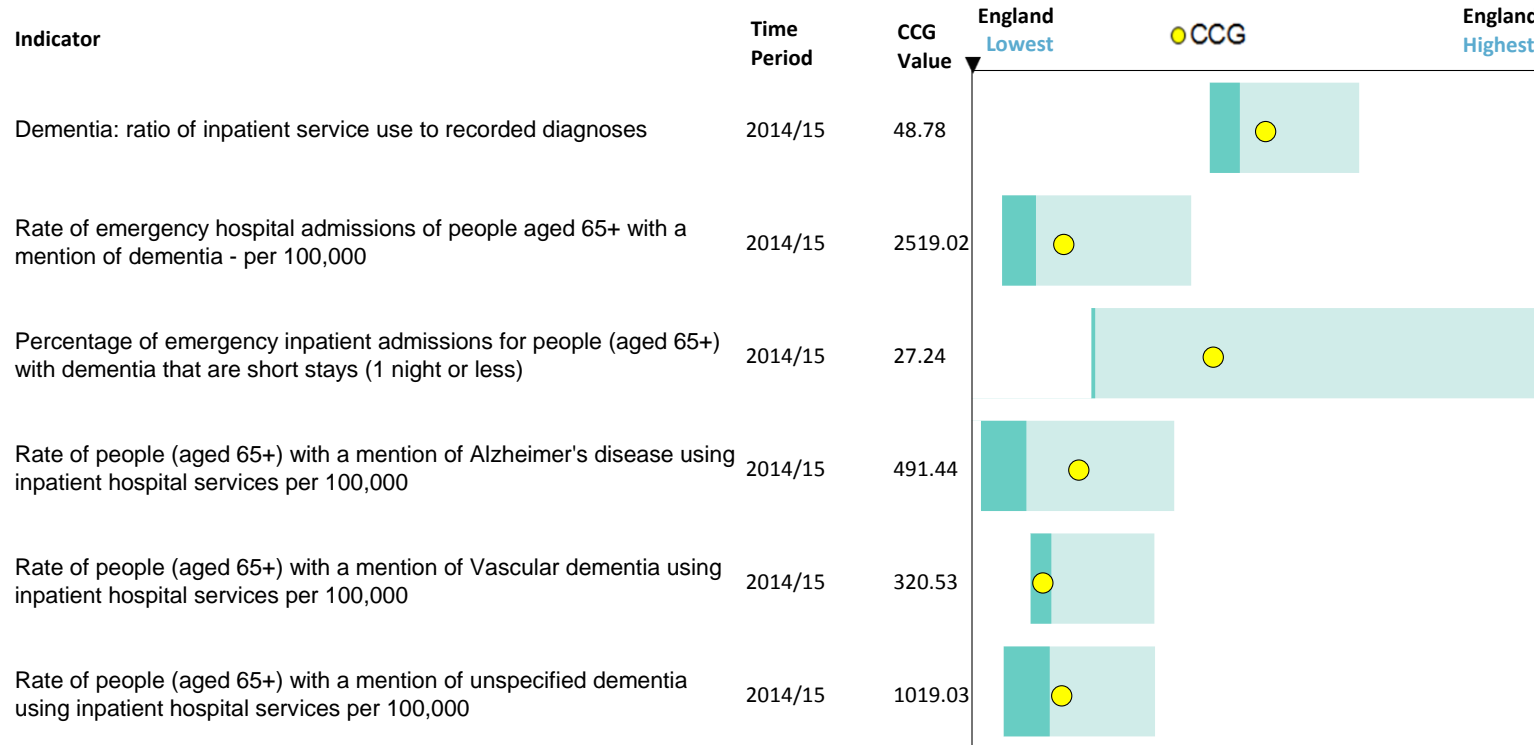 Indicator Time Period CCG Value England Lowest CCG England Highest
Dementia: ratio of inpatient service use to recorded diagnoses 2014/15 48.78
Rate of emergency hospital admissions of people aged 65+ with a
mention of dementia - per 100,000 2014/15 2519.02
Percentage of emergency inpatient admissions for people (aged 65+)
with dementia that are short stays (1 night or less) 2014/15 27.24
Rate of people (aged 65+) with a mention of Alzheimer's disease using
inpatient hospital services per 100,000 2014/15 491.44
Rate of people (aged 65+) with a mention of Vascular dementia using
inpatient hospital services per 100,000 2014/15 320.53
Rate of people (aged 65+) with a mention of unspecified dementia
using inpatient hospital services per 100,000 2014/15 1019.03